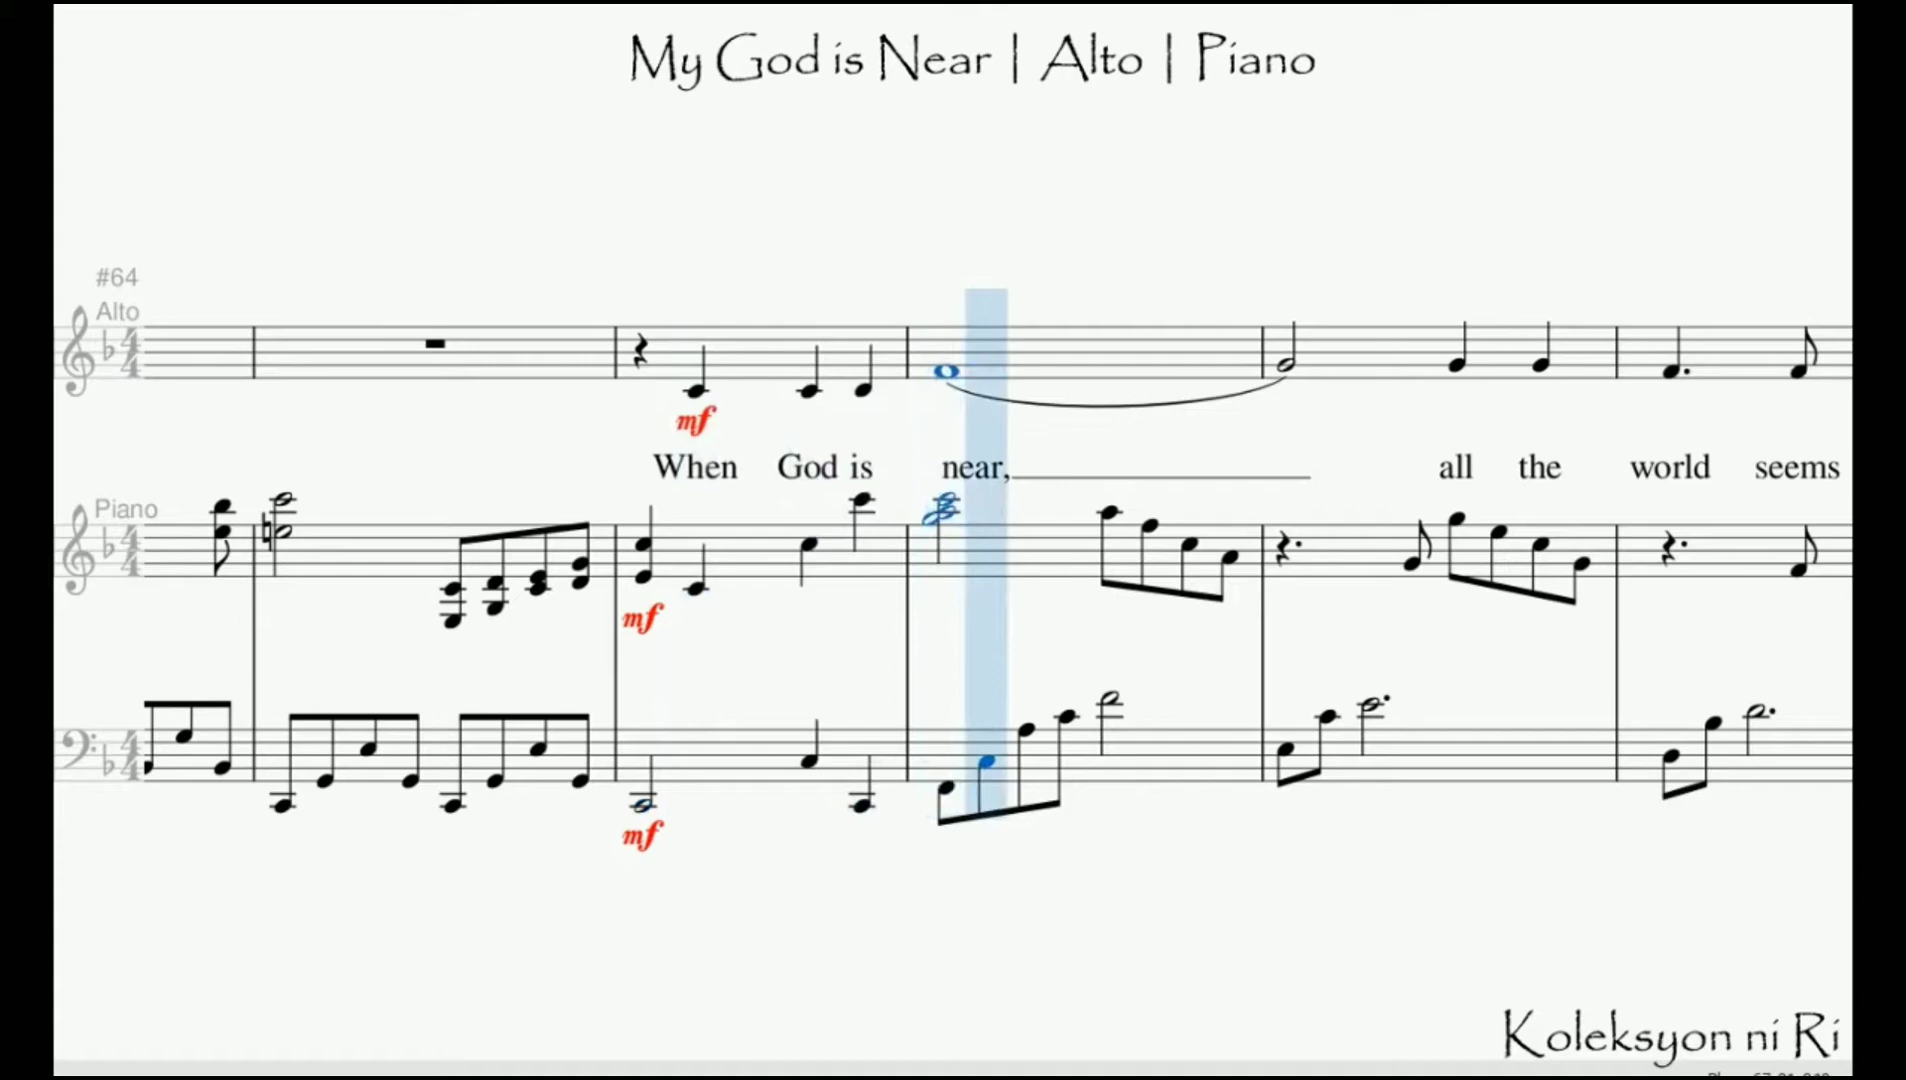 My God is Near | Alto | Piano
#64
Alto
mf
When God is near, all the world seems
Piano
mf
mf
Koleksyon ni Ri